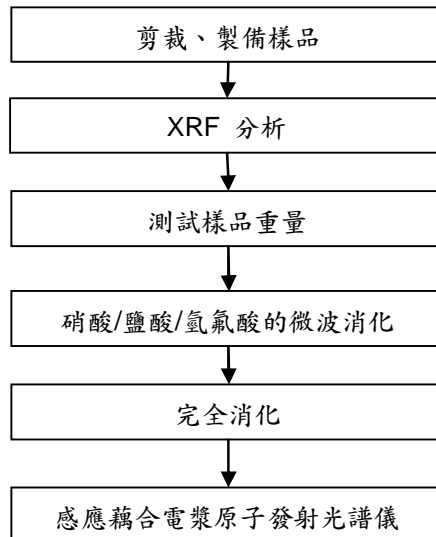 剪裁、製備樣品
XRF 分析
測試樣品重量
硝酸/鹽酸/氫氟酸的微波消化
完全消化
感應藕合電漿原子發射光譜儀